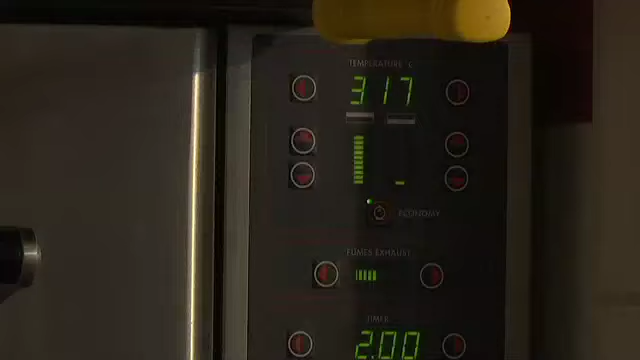 TEMPERATURE °C
317
ECONOMY
FUMES EXHAUST
TIMER
2.00